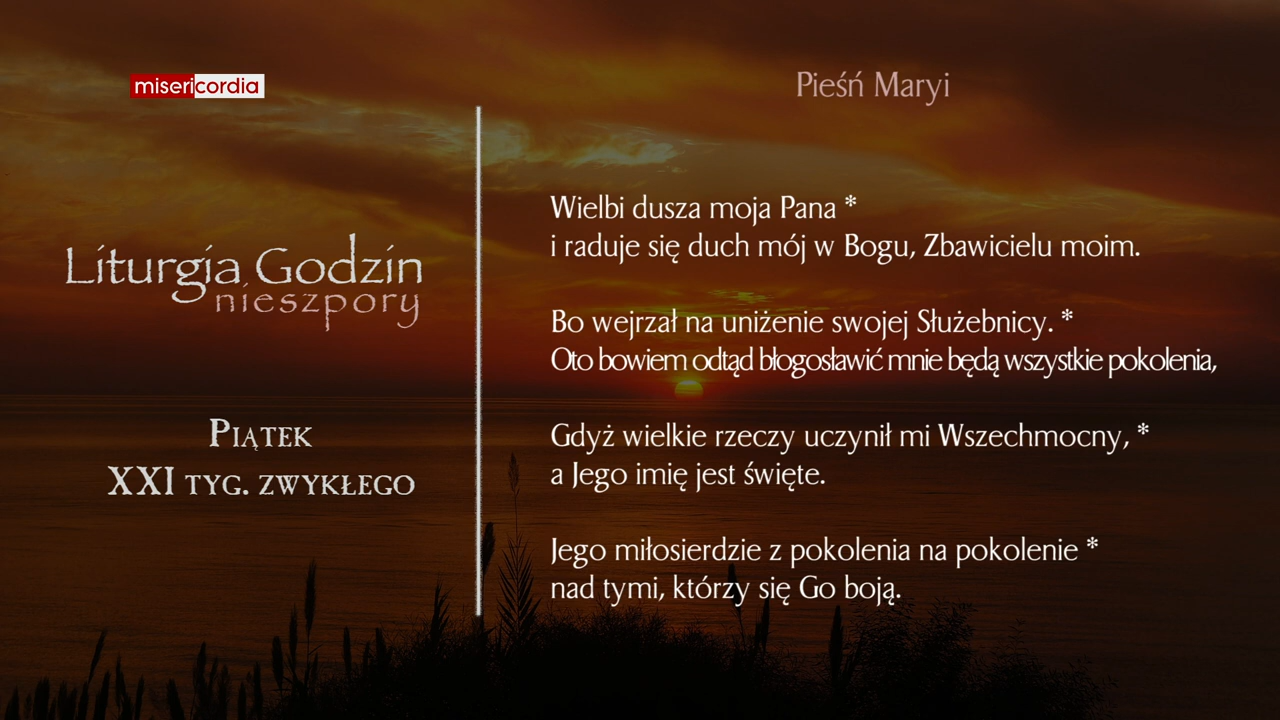 misericordia
Liturgia Godzin
nieszpory
Piątek
XXI tyg. zwykłego
Pieśń Maryi
Wielbi dusza moja Pana *
i raduje się duch mój w Bogu, Zbawicielu moim.
Bo wejrzał na uniżenie swojej Służebnicy. *
Oto bowiem odtąd błogosławić mnie będą wszystkie pokolenia,
Gdyż wielkie rzeczy uczynił mi Wszechmocny, *
a Jego imię jest święte.
Jego miłosierdzie z pokolenia na pokolenie *
nad tymi, którzy się Go boją.